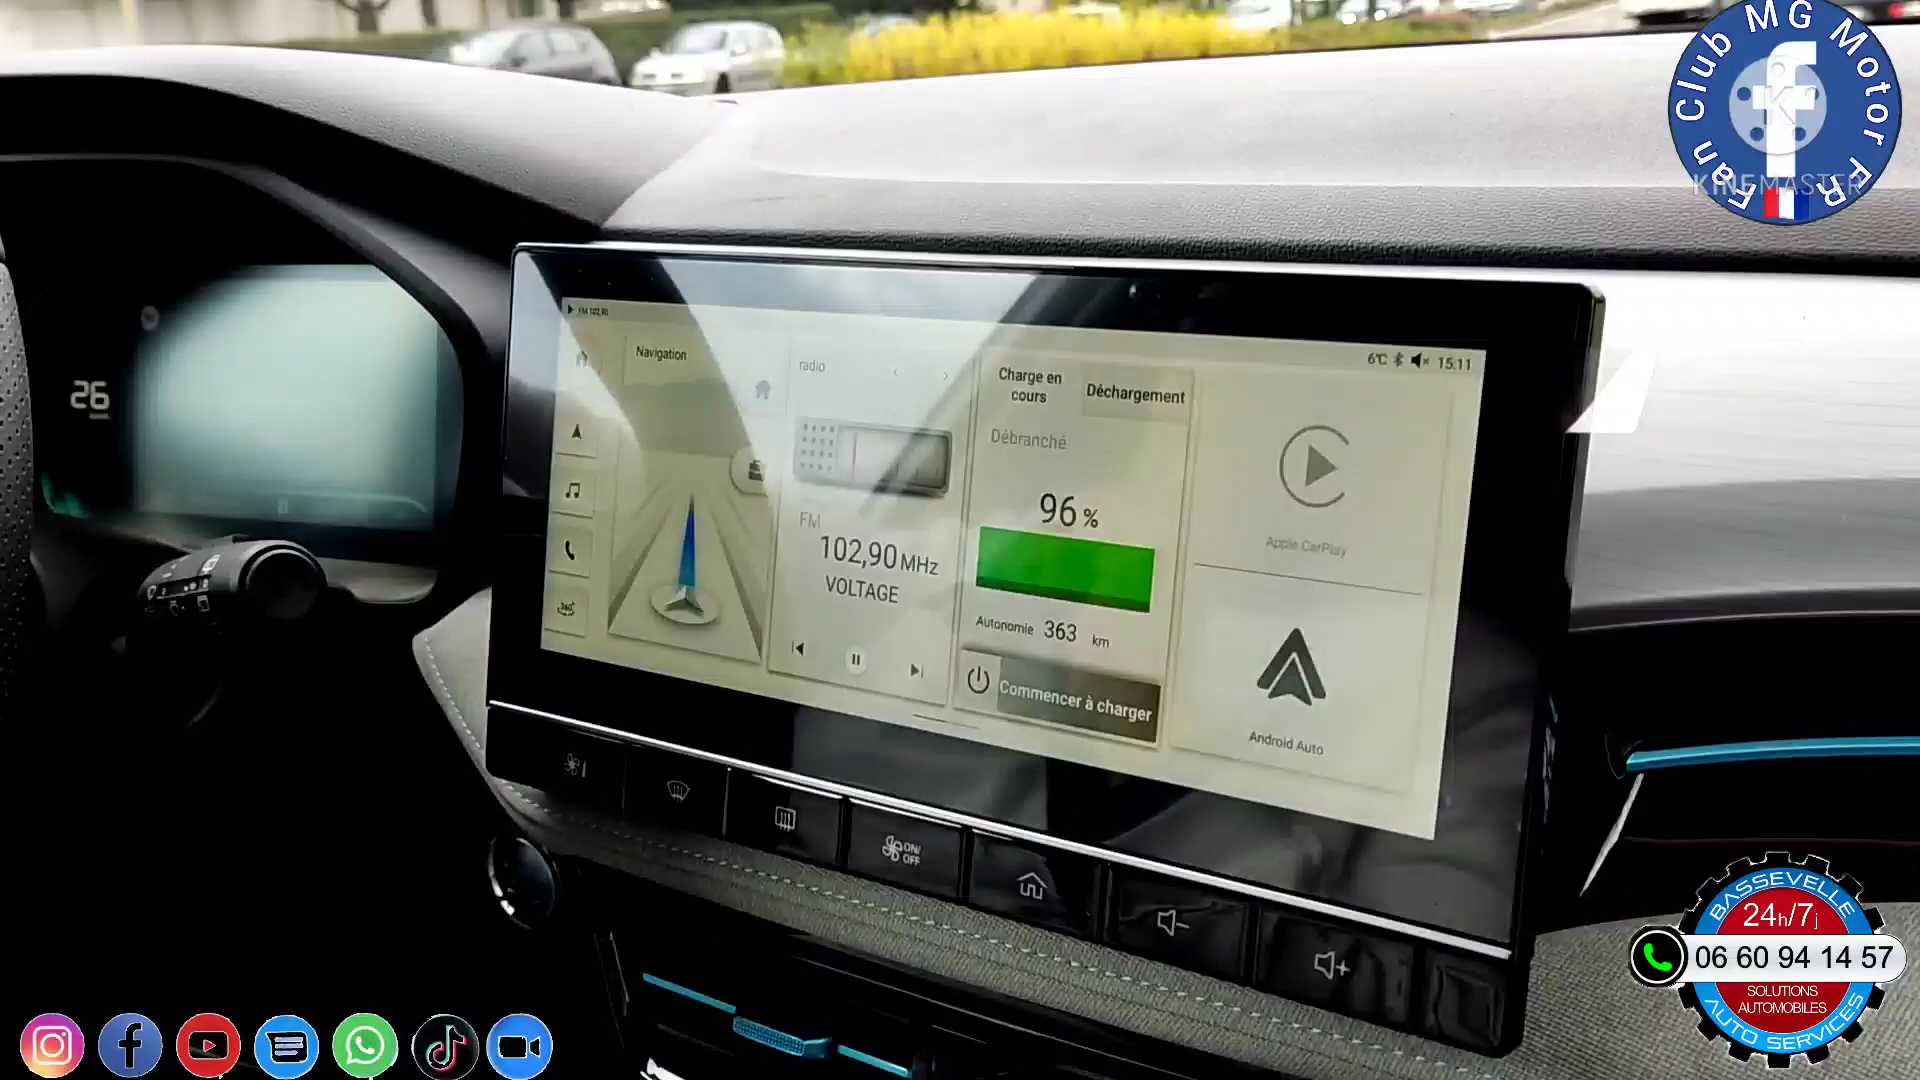 Fan Club MG Motor FR
KINEMASTER
26
FM 102,90
6℃ 15:11
Navigation
radio
Charge en
cours
Déchargement
Débranché
96 %
FM
102,90 MHz
VOLTAGE
Autonomie 363 km
Commencer à charger
Apple CarPlay
Android Auto
360°
ON/
OFF
BASSEVELLE
24h/7j
06 60 94 14 57
SOLUTIONS
AUTOMOBILES
AUTO SERVICES